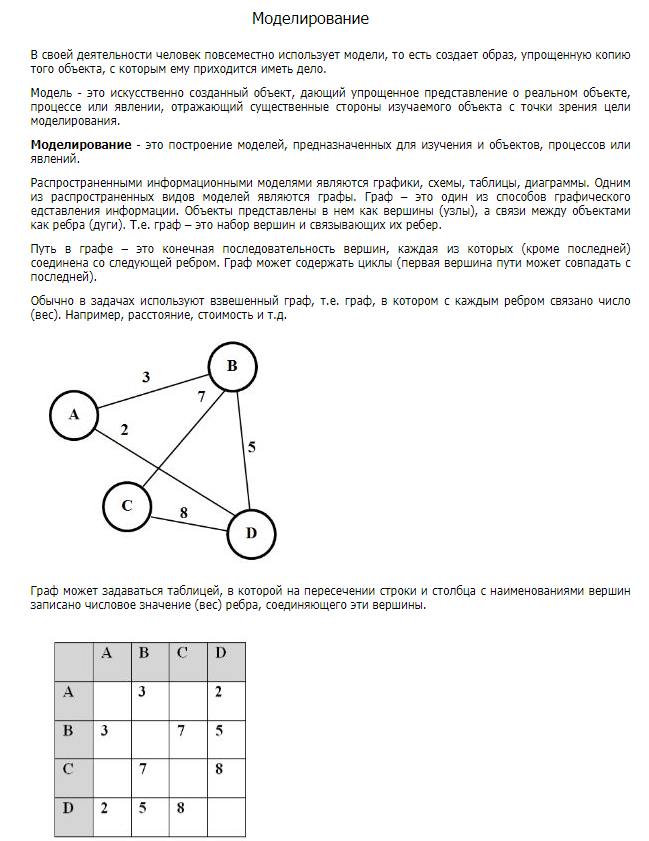 Моделирование
В своей деятельности человек повсеместно использует модели, то есть создает образ, упрощенную копию
того объекта, с которым ему приходится иметь дело.
Модель - это искусственно созданный объект, дающий упрощенное представление о реальном объекте,
процессе или явлении, отражающий существенные стороны изучаемого объекта с точки зрения цели
моделирования.
Моделирование - это построение моделей, предназначенных для изучения и объектов, процессов или
явлений.
Распространенными информационными моделями являются графики, схемы, таблицы, диаграммы. Одним
из распространенных видов моделей являются графы. Граф – это один из способов графического
едставления информации. Объекты представлены в нем как вершины (узлы), а связи между объектами
как ребра (дуги). Т.е. граф – это набор вершин и связывающих их ребер.
Путь в графе – это конечная последовательность вершин, каждая из которых (кроме последней)
соединена со следующей ребром. Граф может содержать циклы (первая вершина пути может совпадать с
последней).
Обычно в задачах используют взвешенный граф, т.е. граф, в котором с каждым ребром связано число
(вес). Например, расстояние, стоимость и т.д.
B
3
7
A
2
5
C
8
D
Граф может задаваться таблицей, в которой на пересечении строки и столбца с наименованиями вершин
записано числовое значение (вес) ребра, соединяющего эти вершины.
A B C D
A 3 2
B 3 7 5
C 7 8
D 2 5 8